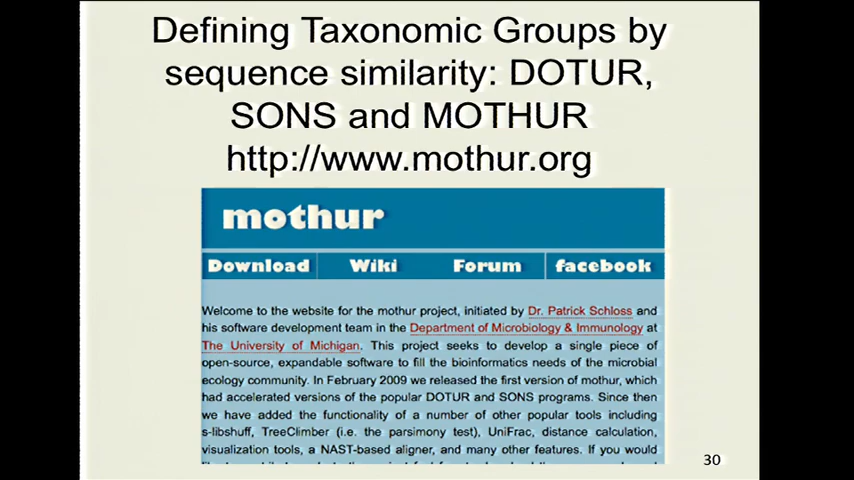 Defining Taxonomic Groups by
sequence similarity: DOTUR,
SONS and MOTHUR
http://www.mothur.org
mothur
Download Wiki Forum facebook
Welcome to the website for the mothur project, initiated by Dr. Patrick Schloss and
his software development team in the Department of Microbiology & Immunology at
The University of Michigan. This project seeks to develop a single piece of
open-source, expandable software to fill the bioinformatics needs of the microbial
ecology community. In February 2009 we released the first version of mothur, which
had accelerated versions of the popular DOTUR and SONS programs. Since then
we have added the functionality of a number of other popular tools including
s-libshuff, TreeClimber (i.e. the parsimony test), UniFrac, distance calculation,
visualization tools, a NAST-based aligner, and many other features. If you would
30